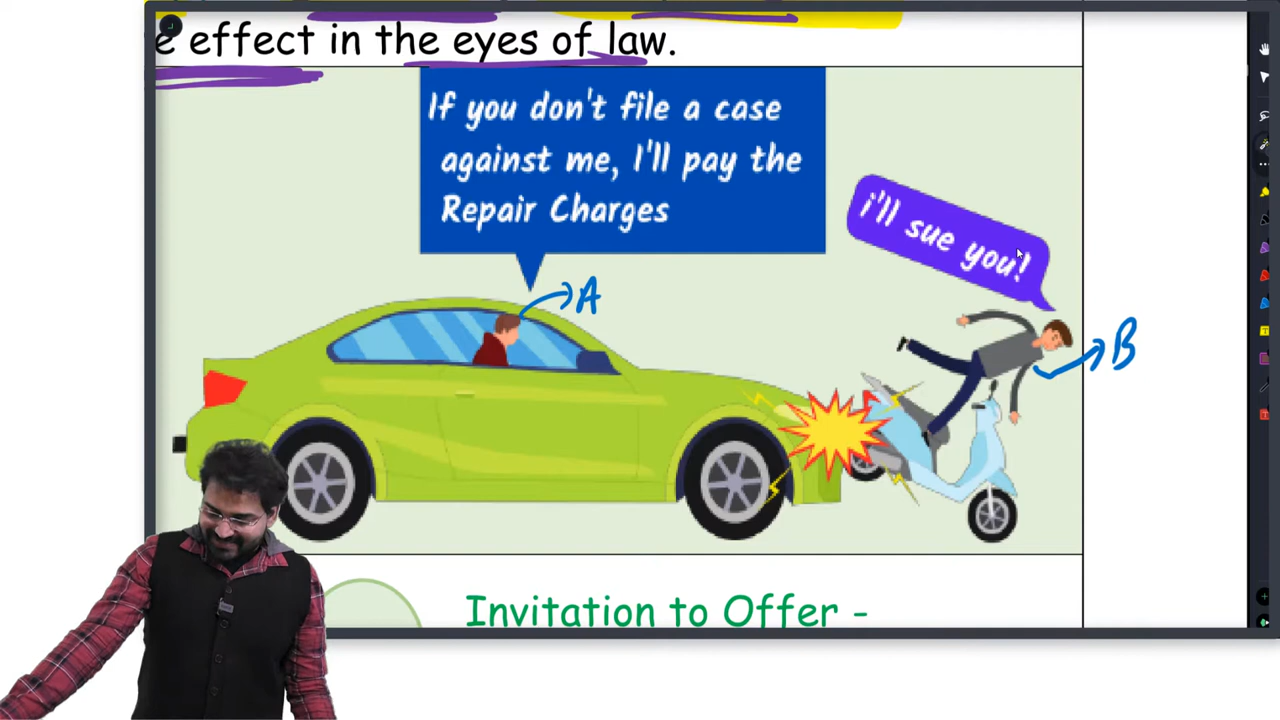 e effect in the eyes of law.
If you don't file a case
against me, I'll pay the
Repair Charges
i'll sue you!
A
B
Invitation to Offer -